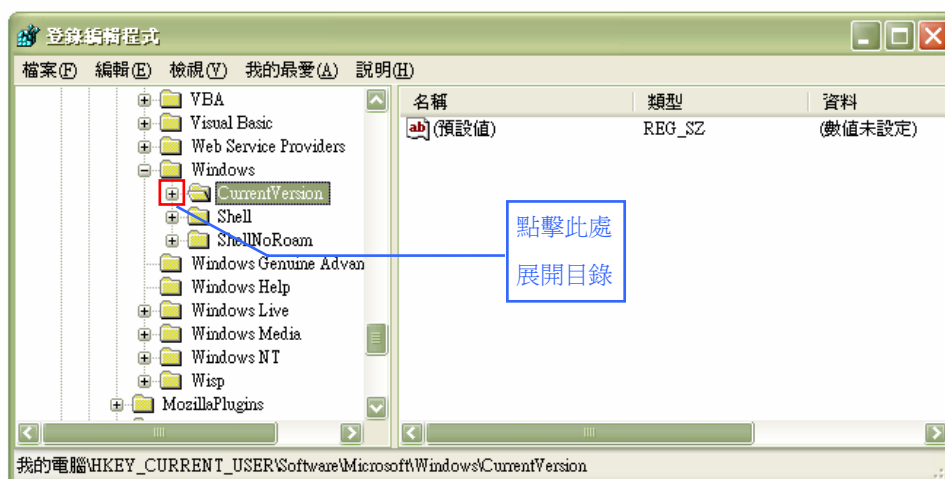 登錄編輯程式
檔案(F) 編輯(E) 檢視(V) 我的最愛(A) 說明(H)
VBA
Visual Basic
Web Service Providers
Windows
CurrentVersion
Shell
ShellNoRoam
Windows Genuine Advan
Windows Help
Windows Live
Windows Media
Windows NT
Wisp
MozillaPlugins
名稱 類型 資料
ab (預設值) REG_SZ (數值未設定)
點擊此處
展開目錄
我的電腦\HKEY_CURRENT_USER\Software\Microsoft\Windows\CurrentVersion